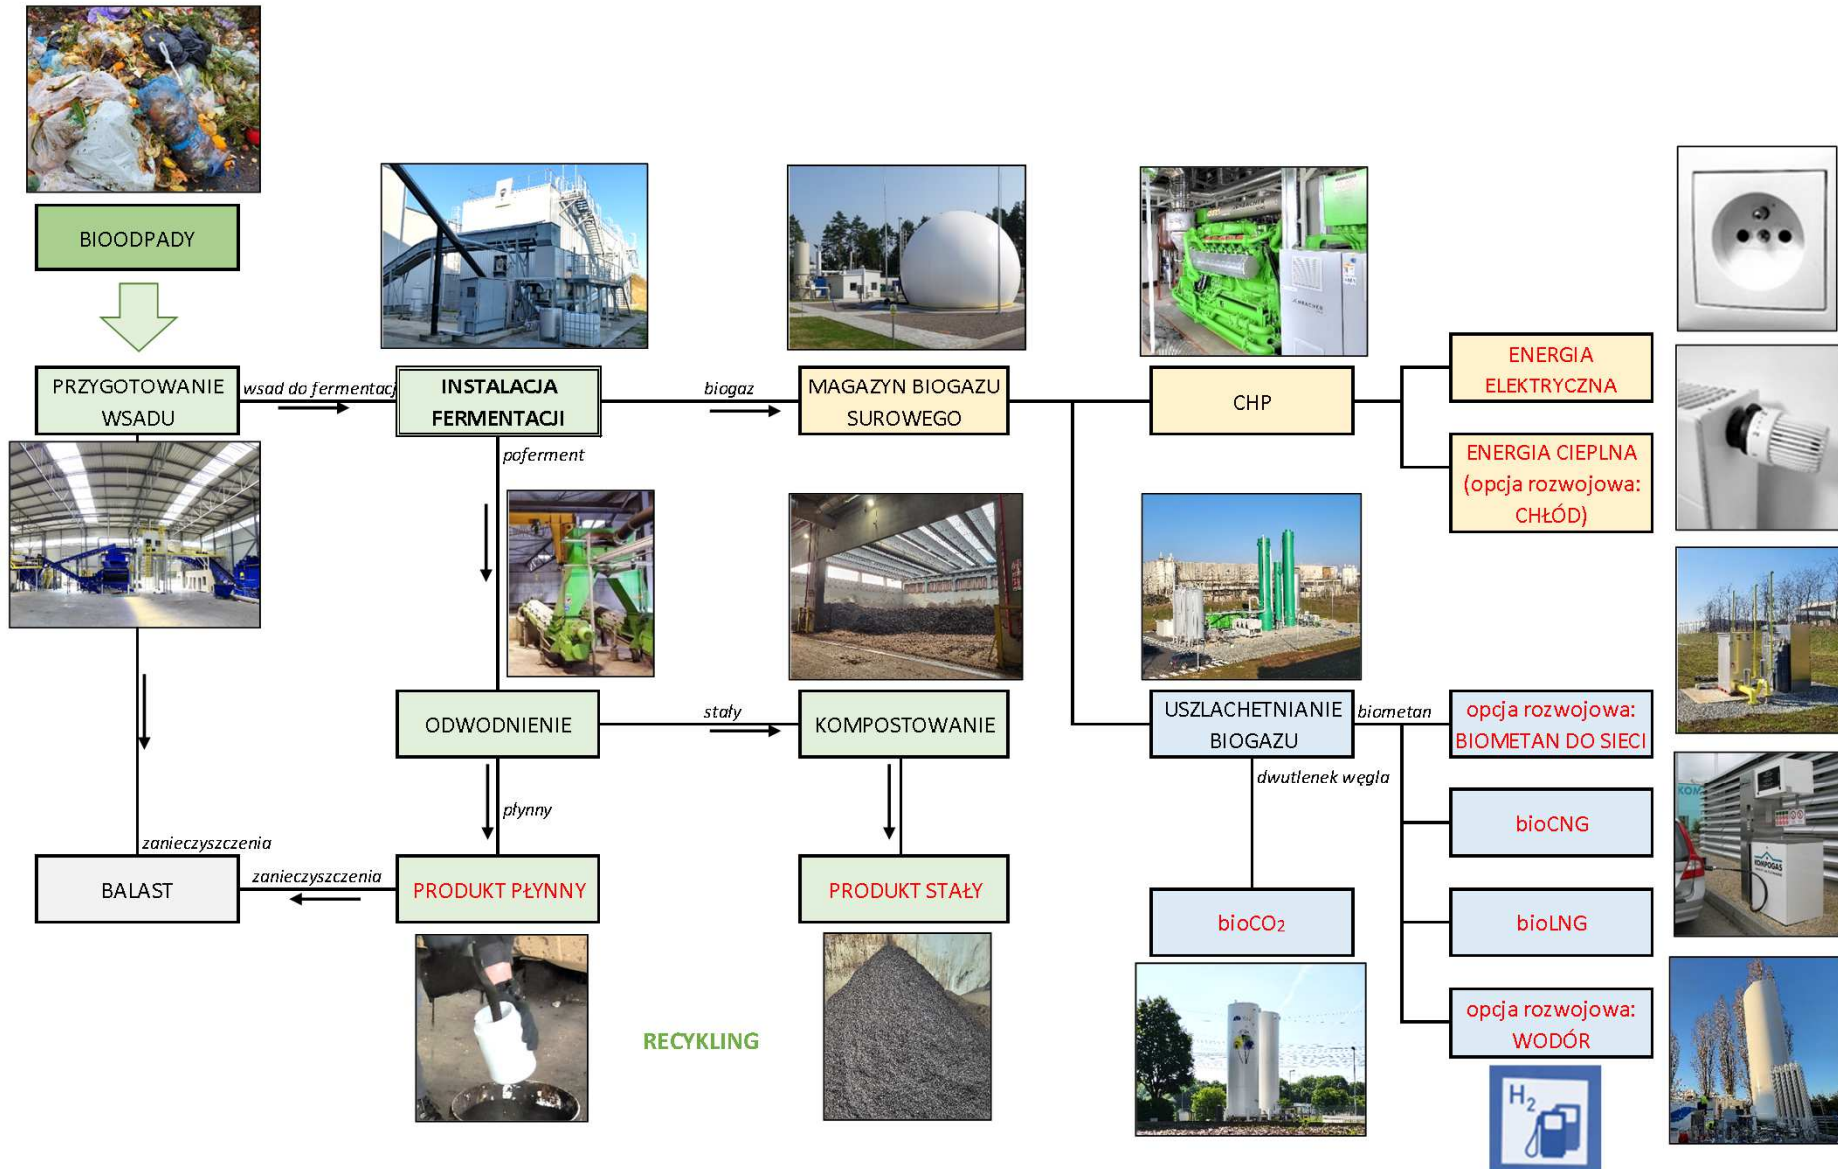 BIOODPADY
PRZYGOTOWANIE
WSADU
wsad do fermentacji
INSTALACJA
FERMENTACJI
biogaz
MAGAZYN BIOGAZU
SUROWEGO
CHP
ENERGIA
ELEKTRYCZNA
ENERGIA CIEPLNA
(opcja rozwojowa:
CHŁÓD)
poferment
ODWODNIENIE
stały
KOMPOSTOWANIE
USZLACHETNIANIE
BIOGAZU
biometan
opcja rozwojowa:
BIOMETAN DO SIECI
dwutlenek węgla
płynny
bioCNG
zanieczyszczenia
BALAST
zanieczyszczenia
PRODUKT PŁYNNY
PRODUKT STAŁY
bioCO2
bioLNG
opcja rozwojowa:
WODÓR
RECYKLING
KOMPOGAS
JENBACHER
H2